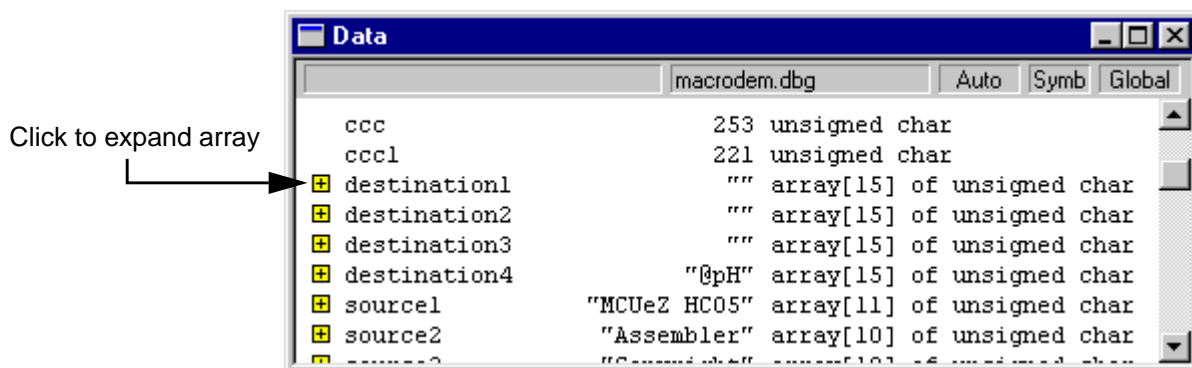 Data
macrodem.dbg Auto Symb Global
ccc 253 unsigned char
Click to expand array
ccc1 221 unsigned char
destination1 "" array[15] of unsigned char
destination2 "" array[15] of unsigned char
destination3 "" array[15] of unsigned char
destination4 "@pH" array[15] of unsigned char
source1 "MCUeZ HC05" array[11] of unsigned char
source2 "Assembler" array[10] of unsigned char